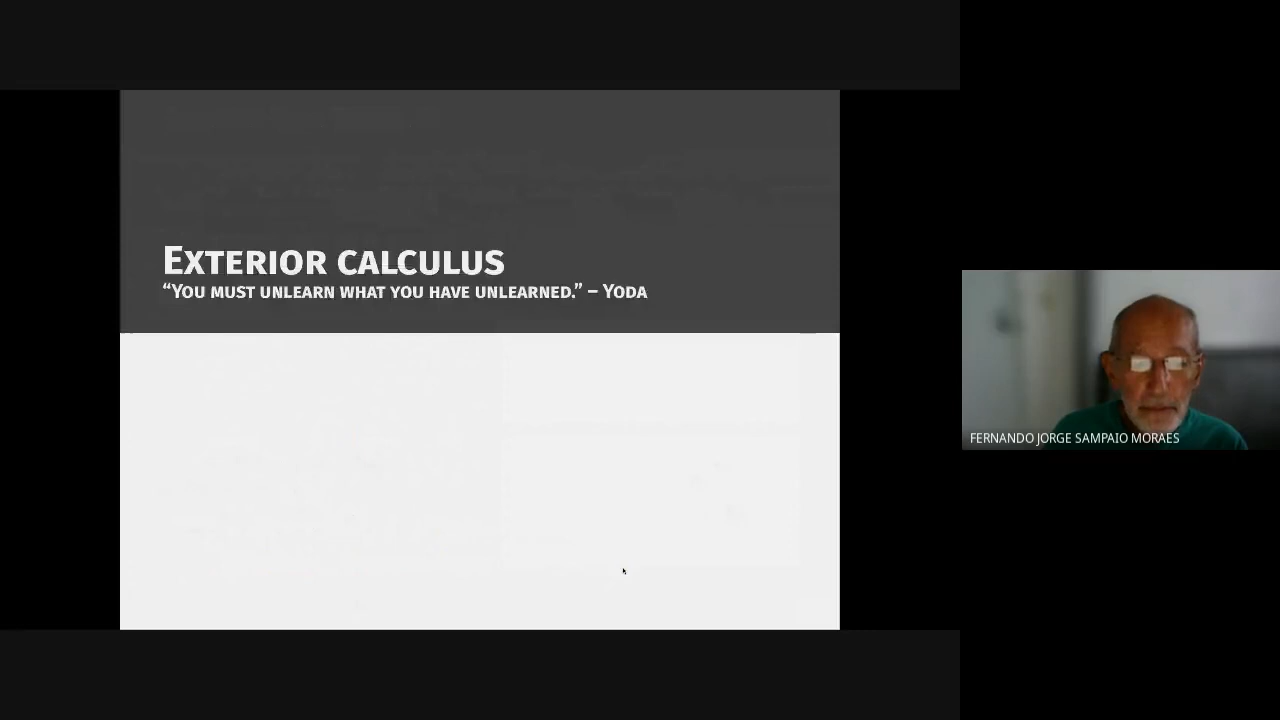 Exterior calculus
“You must unlearn what you have unlearned.” – Yoda
FERNANDO JORGE SAMPAIO MORAES